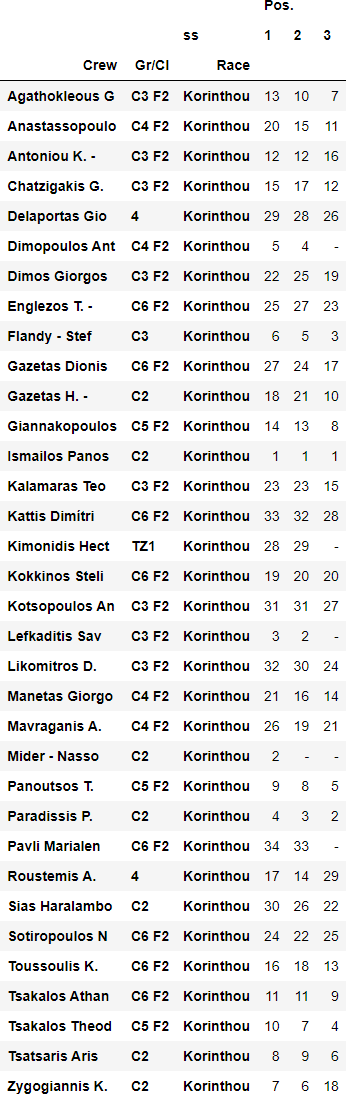 Pos.
ss 1 2 3
Crew Gr/Cl Race
Agathokleous G C3 F2 Korinthou 13 10 7
Anastassopoulo C4 F2 Korinthou 20 15 11
Antoniou K. - C3 F2 Korinthou 12 12 16
Chatzigakis G. C3 F2 Korinthou 15 17 12
Delaportas Gio 4 Korinthou 29 28 26
Dimopoulos Ant C4 F2 Korinthou 5 4 -
Dimos Giorgos C3 F2 Korinthou 22 25 19
Englezos T. - C6 F2 Korinthou 25 27 23
Flandy - Stef C3 Korinthou 6 5 3
Gazetas Dionis C6 F2 Korinthou 27 24 17
Gazetas H. - C2 Korinthou 18 21 10
Giannakopoulos C5 F2 Korinthou 14 13 8
Ismailos Panos C2 Korinthou 1 1 1
Kalamaras Teo C3 F2 Korinthou 23 23 15
Kattis Dimítri C6 F2 Korinthou 33 32 28
Kimonidis Hect TZ1 Korinthou 28 29 -
Kokkinos Steli C6 F2 Korinthou 19 20 20
Kotsopoulos An C3 F2 Korinthou 31 31 27
Lefkaditis Sav C3 F2 Korinthou 3 2 -
Likomitros D. C3 F2 Korinthou 32 30 24
Manetas Giorgo C4 F2 Korinthou 21 16 14
Mavraganis A. C4 F2 Korinthou 26 19 21
Mider - Nasso C2 Korinthou 2 - -
Panoutsos T. C5 F2 Korinthou 9 8 5
Paradissis P. C2 Korinthou 4 3 2
Pavli Marialen C6 F2 Korinthou 34 33 -
Roustemis A. 4 Korinthou 17 14 29
Sias Haralambo C2 Korinthou 30 26 22
Sotiropoulos N C6 F2 Korinthou 24 22 25
Toussoulis K. C6 F2 Korinthou 16 18 13
Tsakalos Athan C6 F2 Korinthou 11 11 9
Tsakalos Theod C5 F2 Korinthou 10 7 4
Tsatsaris Aris C2 Korinthou 8 9 6
Zygogiannis K. C2 Korinthou 7 6 18